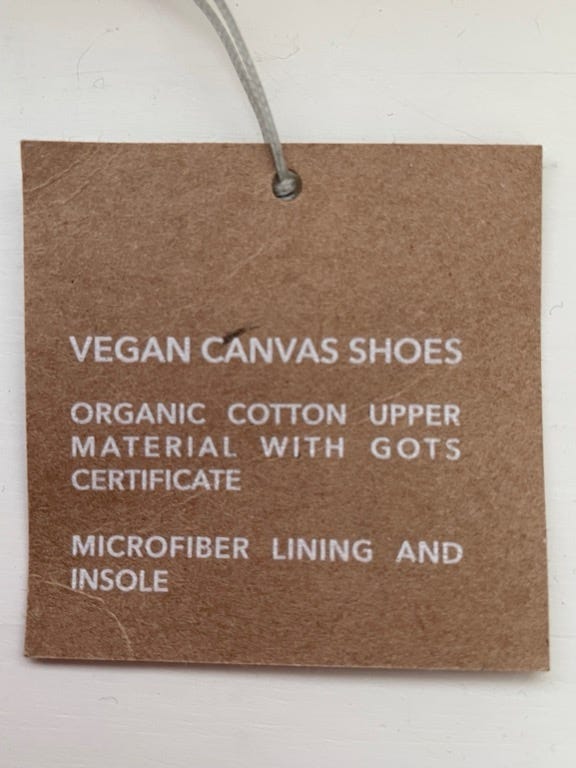 VEGAN CANVAS SHOES
ORGANIC COTTON UPPER
MATERIAL WITH GOTS
CERTIFICATE
MICROFIBER LINING AND
INSOLE